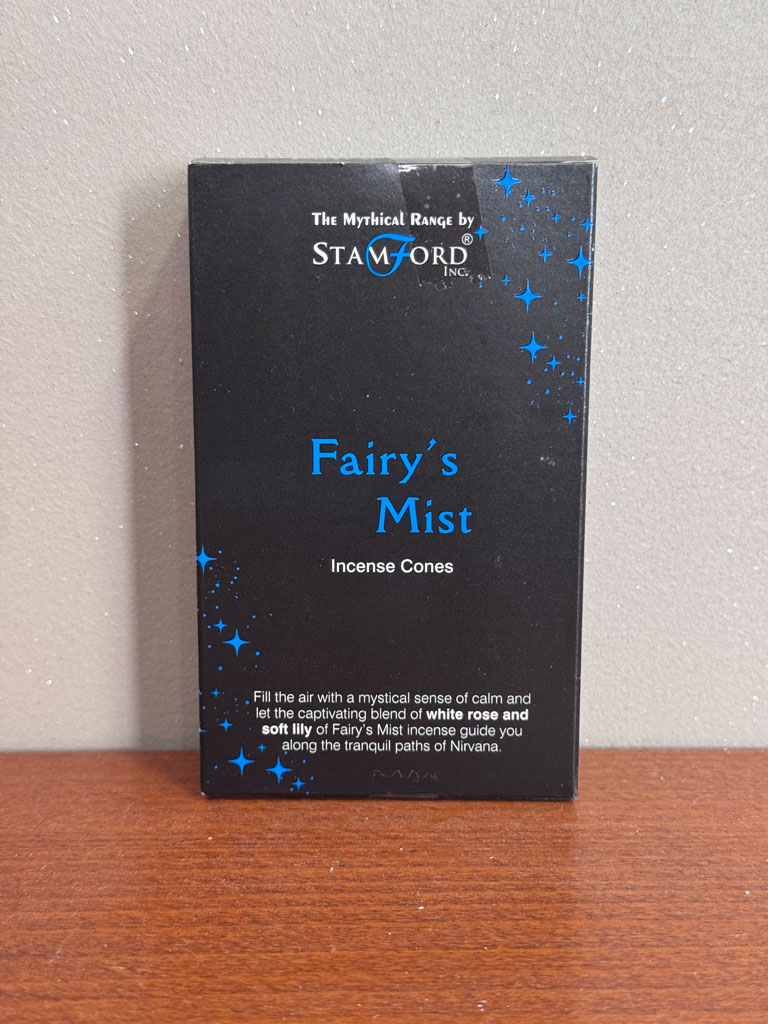 The Mythical Range by
Stamford®
Inc.
Fairy's
Mist
Incense Cones
Fill the air with a mystical sense of calm and
let the captivating blend of white rose and
soft lily of Fairy's Mist incense guide you
along the tranquil paths of Nirvana.